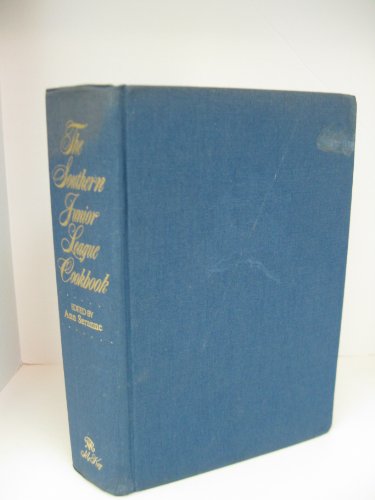 The
Southern
Junior
League
Cookbook
EDITED BY
Ann Seranne
McKay